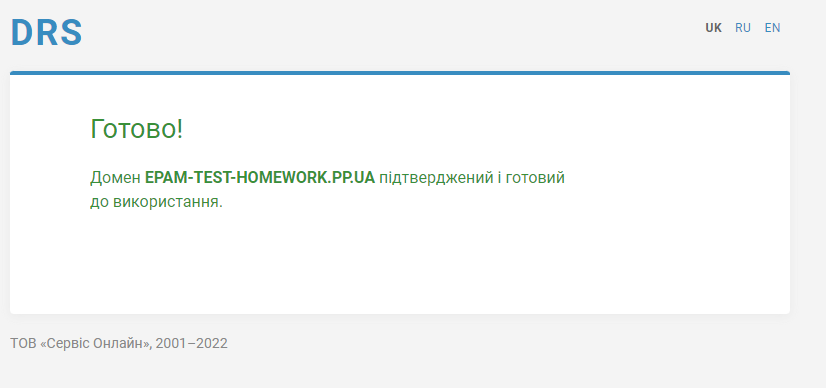 DRS
UK RU EN
Готово!
Домен EPAM-TEST-HOMEWORK.PP.UA підтверджений і готовий
до використання.
ТОВ «Сервіс Онлайн», 2001–2022